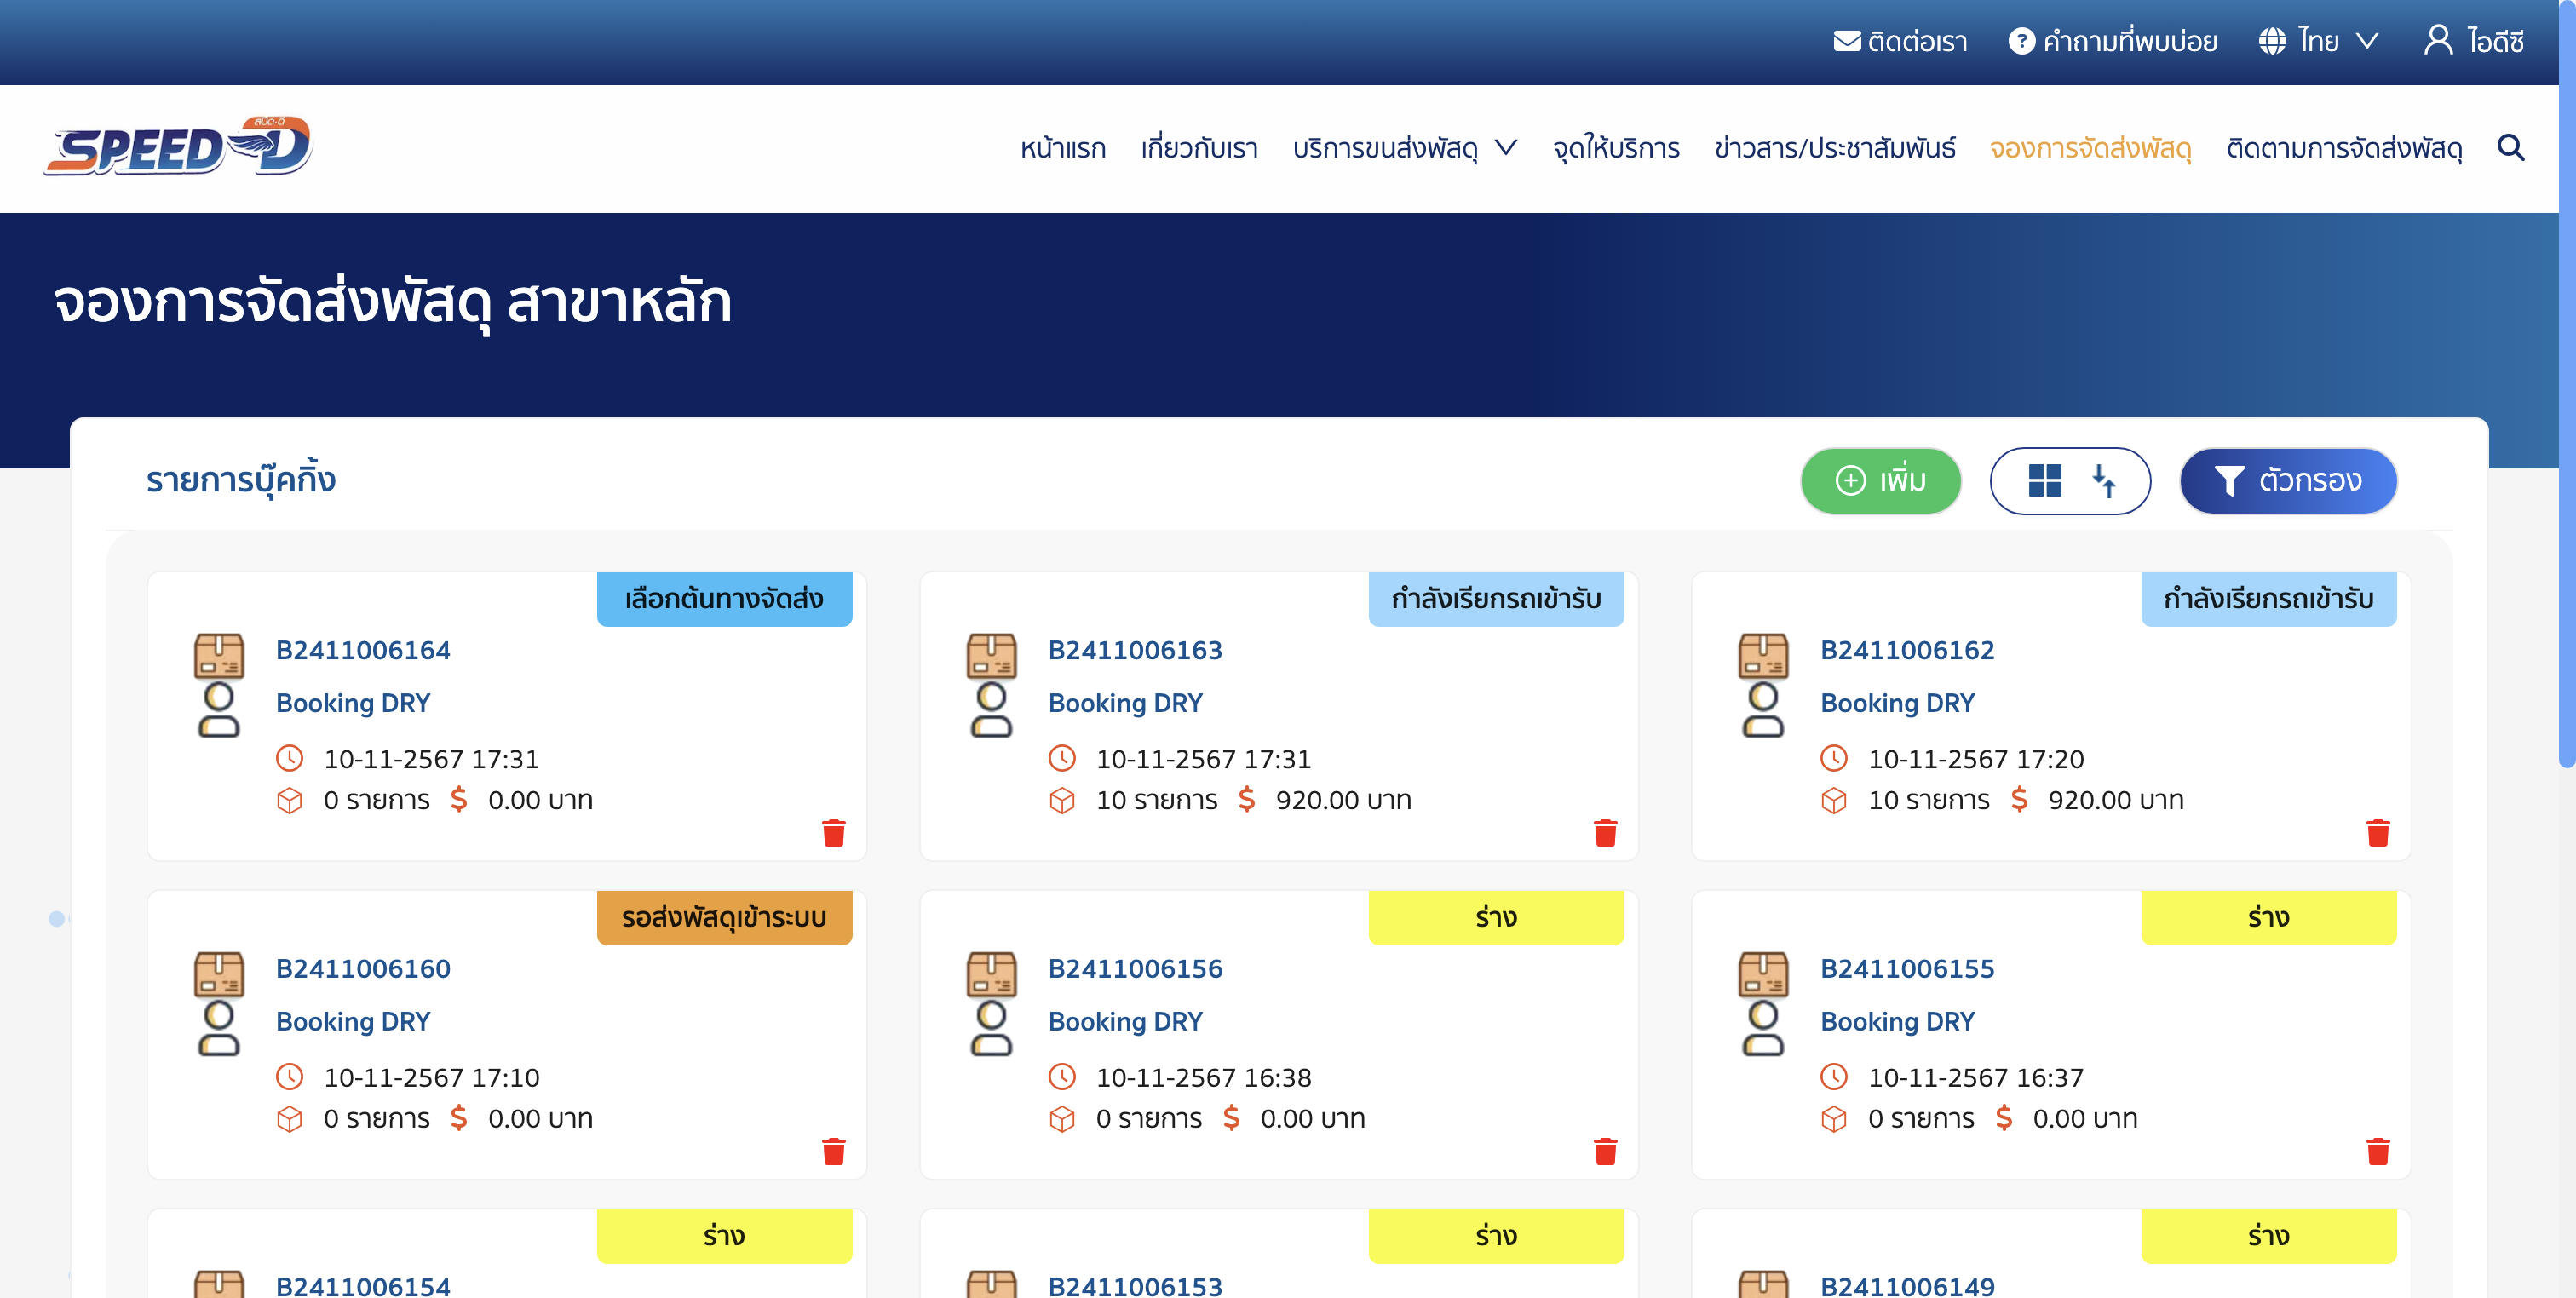 ติดต่อเรา คำถามที่พบบ่อย ไทย ไอดีซี
สปีด-ดี
SPEED-D
หน้าแรก เกี่ยวกับเรา บริการขนส่งพัสดุ จุดให้บริการ ข่าวสาร/ประชาสัมพันธ์ จองการจัดส่งพัสดุ ติดตามการจัดส่งพัสดุ
จองการจัดส่งพัสดุ สาขาหลัก
รายการบุ๊คกิ้ง เพิ่ม ตัวกรอง
เลือกต้นทางจัดส่ง
B2411006164
Booking DRY
10-11-2567 17:31
0 รายการ $ 0.00 บาท
กำลังเรียกรถเข้ารับ
B2411006163
Booking DRY
10-11-2567 17:31
10 รายการ $ 920.00 บาท
กำลังเรียกรถเข้ารับ
B2411006162
Booking DRY
10-11-2567 17:20
10 รายการ $ 920.00 บาท
รอส่งพัสดุเข้าระบบ
B2411006160
Booking DRY
10-11-2567 17:10
0 รายการ $ 0.00 บาท
ร่าง
B2411006156
Booking DRY
10-11-2567 16:38
0 รายการ $ 0.00 บาท
ร่าง
B2411006155
Booking DRY
10-11-2567 16:37
0 รายการ $ 0.00 บาท
ร่าง
B2411006154
ร่าง
B2411006153
ร่าง
B2411006149